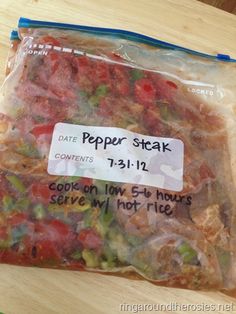 OPEN
LOCKED
DATE Pepper steak
CONTENTS 7.31.12
cook on low 5-6 hours
serve w/ hot rice
ringaroundtherosies.net